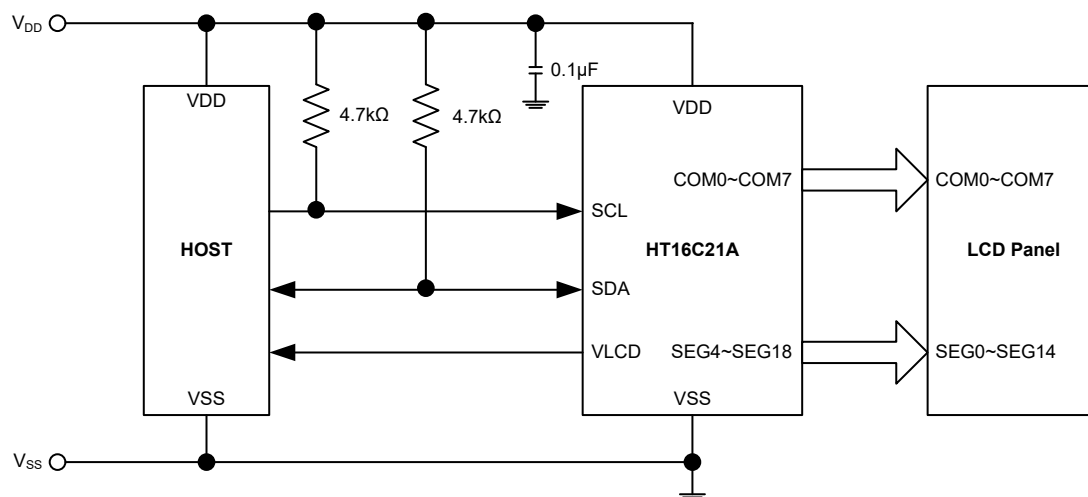 VDD
VDD
4.7kΩ
4.7kΩ
0.1µF
VDD
COM0~COM7
COM0~COM7
SCL
HOST
HT16C21A
LCD Panel
SDA
VLCD
SEG4~SEG18
SEG0~SEG14
VSS
VSS
VSS